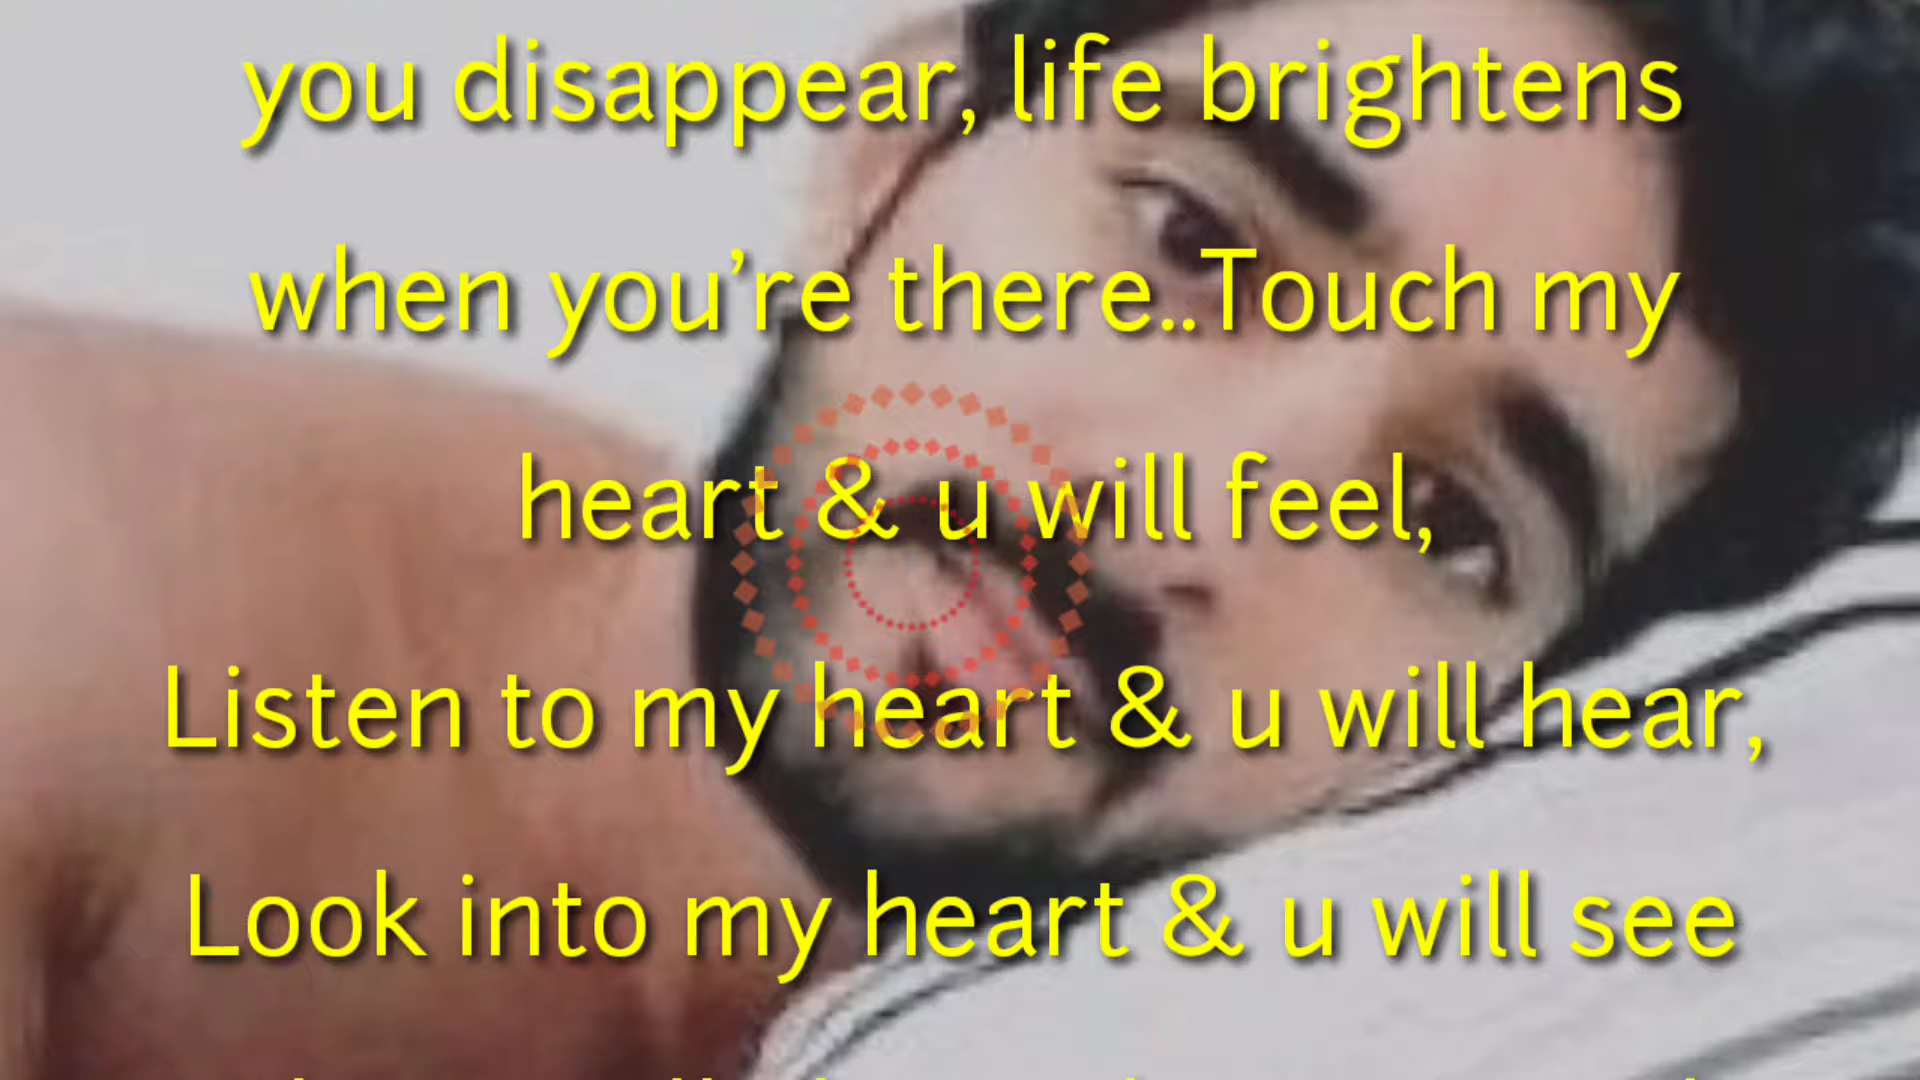 you disappear, life brightens
when you’re there..Touch my
heart & u will feel,
Listen to my heart & u will hear,
Look into my heart & u will see